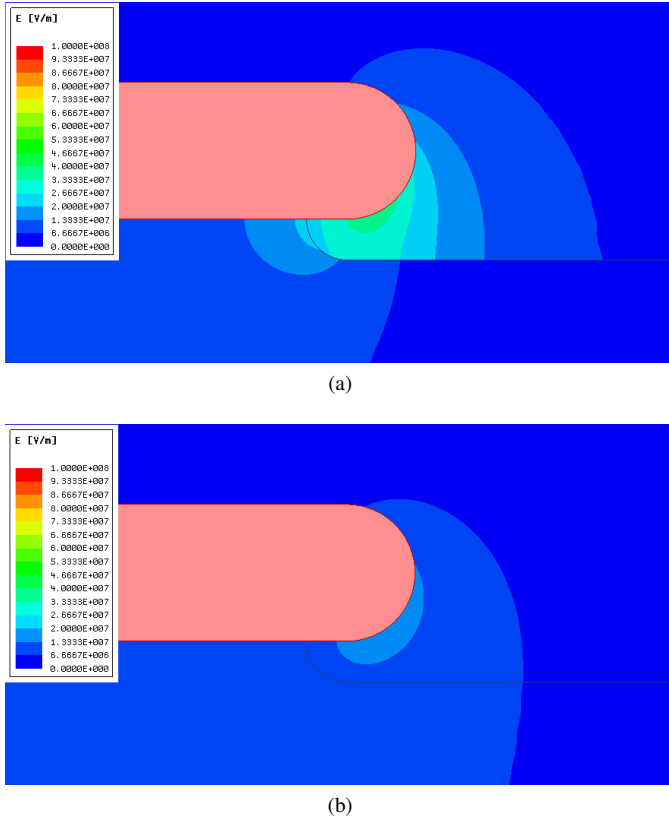 E [V/m]
1.0000E+008
9.3333E+007
8.6667E+007
8.0000E+007
7.3333E+007
6.6667E+007
6.0000E+007
5.3333E+007
4.6667E+007
4.0000E+007
3.3333E+007
2.6667E+007
2.0000E+007
1.3333E+007
6.6667E+006
0.0000E+000
(a)
E [V/m]
1.0000E+008
9.3333E+007
8.6667E+007
8.0000E+007
7.3333E+007
6.6667E+007
6.0000E+007
5.3333E+007
4.6667E+007
4.0000E+007
3.3333E+007
2.6667E+007
2.0000E+007
1.3333E+007
6.6667E+006
0.0000E+000
(b)